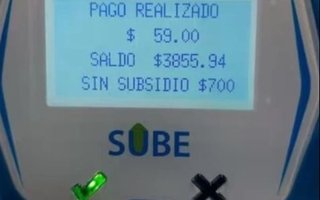 PAGO REALIZADO
$ 59.00
SALDO $3855.94
SIN SUBSIDIO $700
SUBE